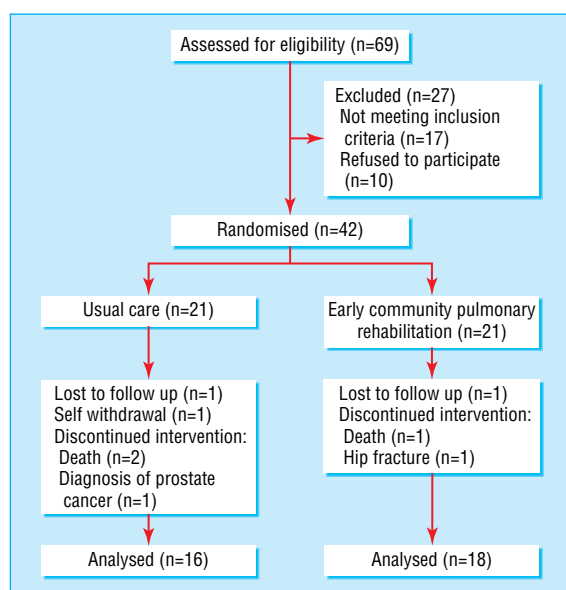 Assessed for eligibility (n=69)
Excluded (n=27)
Not meeting inclusion
criteria (n=17)
Refused to participate
(n=10)
Randomised (n=42)
Usual care (n=21)
Early community pulmonary
rehabilitation (n=21)
Lost to follow up (n=1)
Self withdrawal (n=1)
Discontinued intervention:
Death (n=2)
Diagnosis of prostate
cancer (n=1)
Lost to follow up (n=1)
Discontinued intervention:
Death (n=1)
Hip fracture (n=1)
Analysed (n=16)
Analysed (n=18)